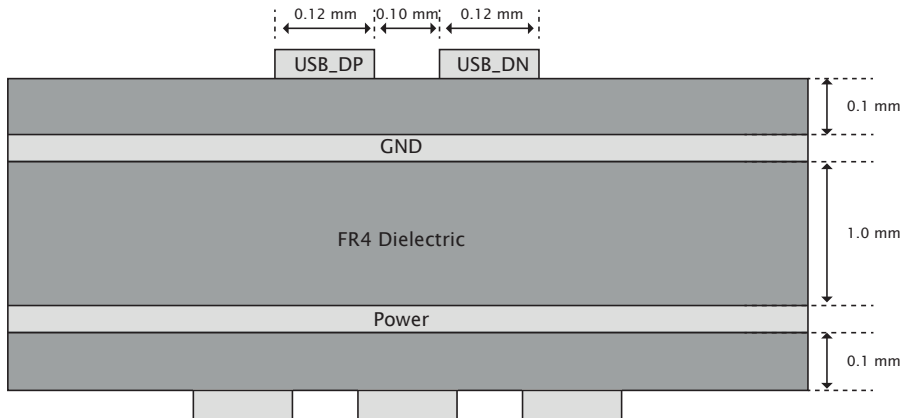 0.12 mm 0.10 mm 0.12 mm
USB_DP USB_DN
0.1 mm
GND
1.0 mm
FR4 Dielectric
Power
0.1 mm